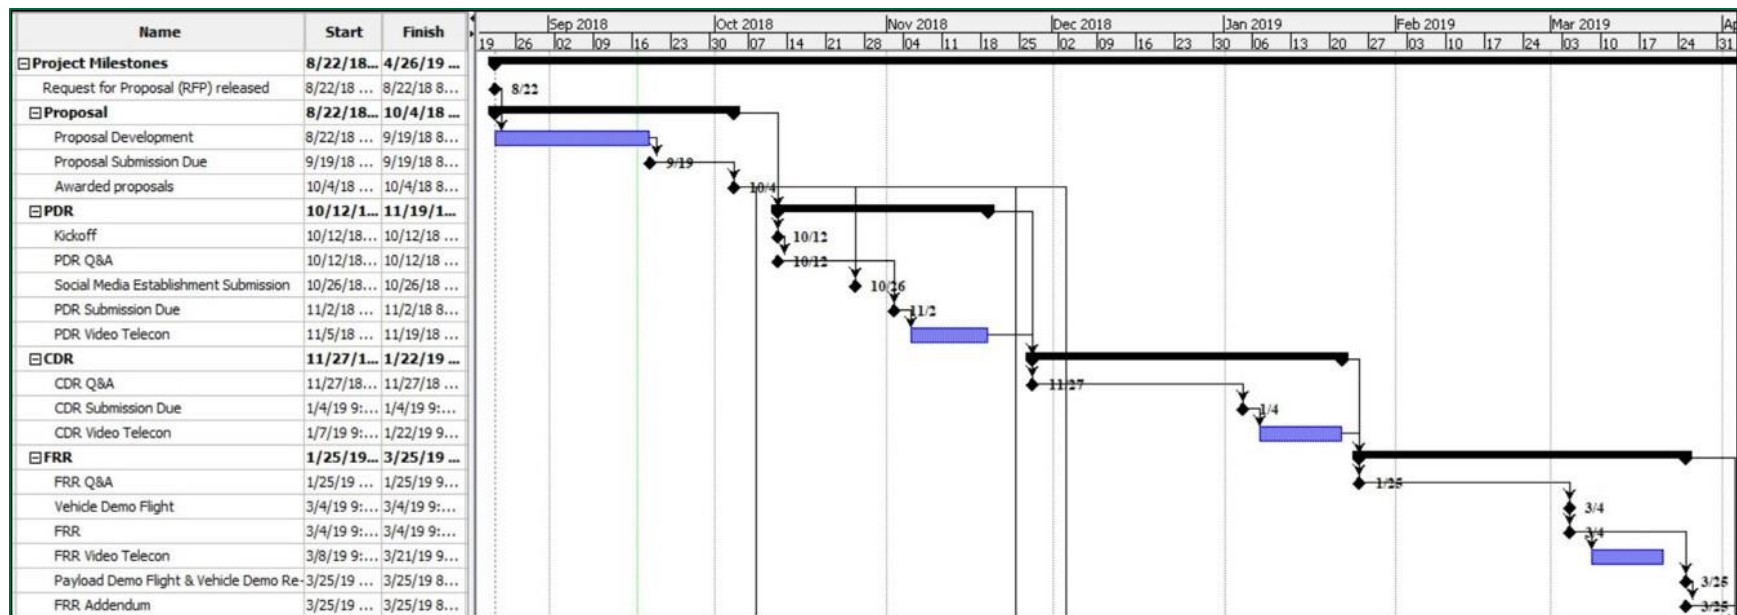 Name Start Finish
Sep 2018 Oct 2018 Nov 2018 Dec 2018 Jan 2019 Feb 2019 Mar 2019 Ap
19 26 02 09 16 23 30 07 14 21 28 04 11 18 25 02 09 16 23 30 06 13 20 27 03 10 17 24 03 10 17 24 31
Project Milestones 8/22/18... 4/26/19 ...
Request for Proposal (RFP) released 8/22/18 ... 8/22/18 8... 8/22
Proposal 8/22/18... 10/4/18 ...
Proposal Development 8/22/18 ... 9/19/18 8...
Proposal Submission Due 9/19/18 ... 9/19/18 8... 9/19
Awarded proposals 10/4/18 ... 10/4/18 8... 10/4
PDR 10/12/1... 11/19/1...
Kickoff 10/12/18... 10/12/18 ... 10/12
PDR Q&A 10/12/18... 10/12/18 ... 10/12
Social Media Establishment Submission 10/26/18... 10/26/18 ... 10/26
PDR Submission Due 11/2/18 ... 11/2/18 8... 11/2
PDR Video Telecon 11/5/18 ... 11/19/18 ...
CDR 11/27/1... 1/22/19 ...
CDR Q&A 11/27/18... 11/27/18 ... 11/27
CDR Submission Due 1/4/19 9:... 1/4/19 9:... 1/4
CDR Video Telecon 1/7/19 9:... 1/22/19 9...
FRR 1/25/19... 3/25/19 ...
FRR Q&A 1/25/19 ... 1/25/19 9... 1/25
Vehicle Demo Flight 3/4/19 9:... 3/4/19 9:... 3/4
FRR 3/4/19 9:... 3/4/19 9:... 3/4
FRR Video Telecon 3/8/19 9:... 3/21/19 9...
Payload Demo Flight & Vehicle Demo Re- 3/25/19 ... 3/25/19 8... 3/25
FRR Addendum 3/25/19 ... 3/25/19 8... 3/25